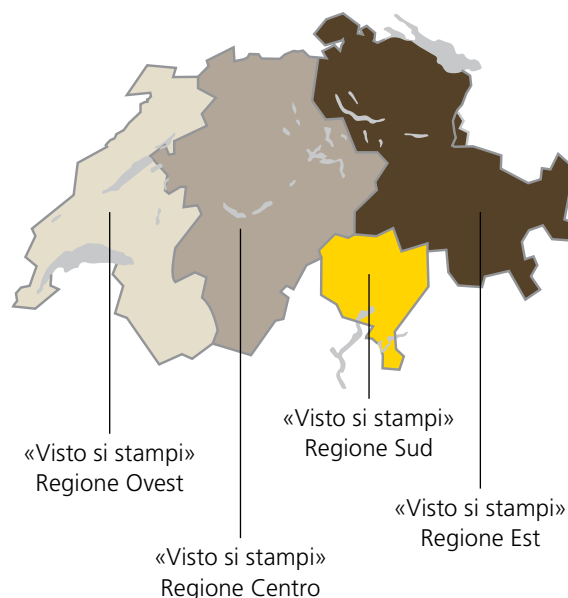 «Visto si stampi»
Regione Ovest
«Visto si stampi»
Regione Centro
«Visto si stampi»
Regione Sud
«Visto si stampi»
Regione Est